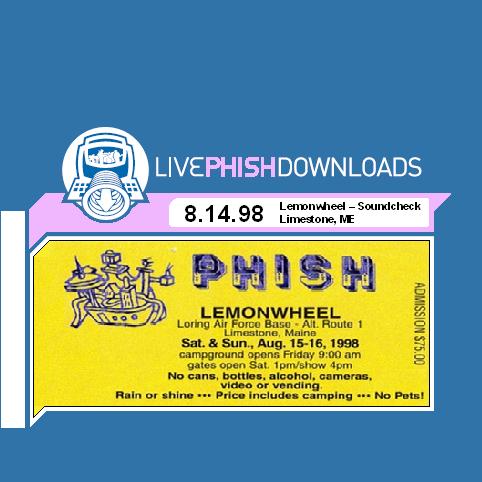 LIVEPHISHDOWNLOADS
8.14.98
Lemonwheel – Soundcheck
Limestone, ME
PHISH
LEMONWHEEL
Loring Air Force Base - Alt. Route 1
Limestone, Maine
Sat. & Sun., Aug. 15-16, 1998
campground opens Friday 9:00 am
gates open Sat. 1pm/show 4pm
No cans, bottles, alcohol, cameras,
video or vending.
Rain or shine ••• Price includes camping ••• No Pets!
ADMISSION $75.00